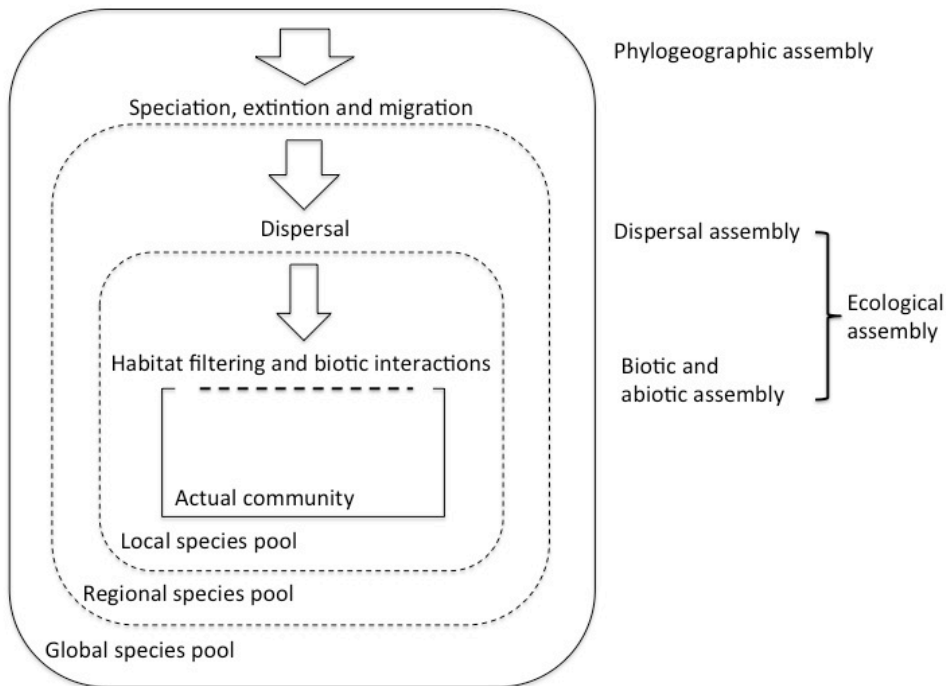 Phylogeographic assembly
Speciation, extintion and migration
Dispersal
Dispersal assembly
Ecological
assembly
Habitat filtering and biotic interactions
Biotic and
abiotic assembly
Actual community
Local species pool
Regional species pool
Global species pool